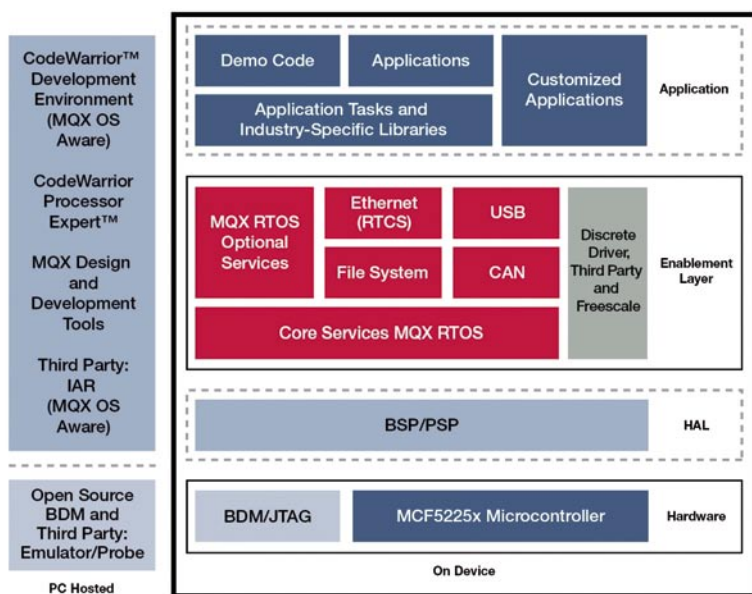 CodeWarrior™
Development
Environment
(MQX OS
Aware)
CodeWarrior
Processor
Expert™
MQX Design
and
Development
Tools
Third Party:
IAR
(MQX OS
Aware)
Open Source
BDM and
Third Party:
Emulator/Probe
PC Hosted
Demo Code
Applications
Customized
Applications
Application Tasks and
Industry-Specific Libraries
Application
MQX RTOS
Optional
Services
Ethernet
(RTCS)
USB
File System
CAN
Core Services MQX RTOS
Discrete
Driver,
Third Party
and
Freescale
Enablement
Layer
BSP/PSP
HAL
BDM/JTAG
MCF5225x Microcontroller
Hardware
On Device